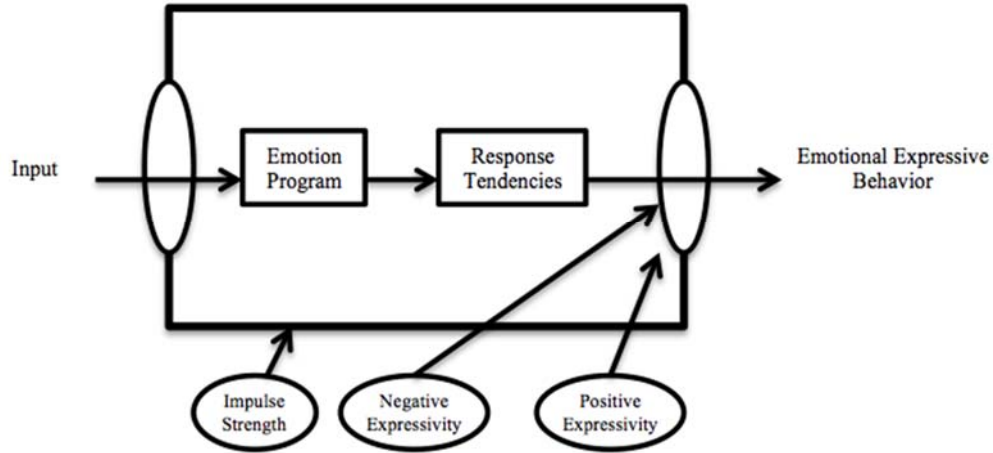 Input
Emotion
Program
Response
Tendencies
Emotional Expressive
Behavior
Impulse
Strength
Negative
Expressivity
Positive
Expressivity